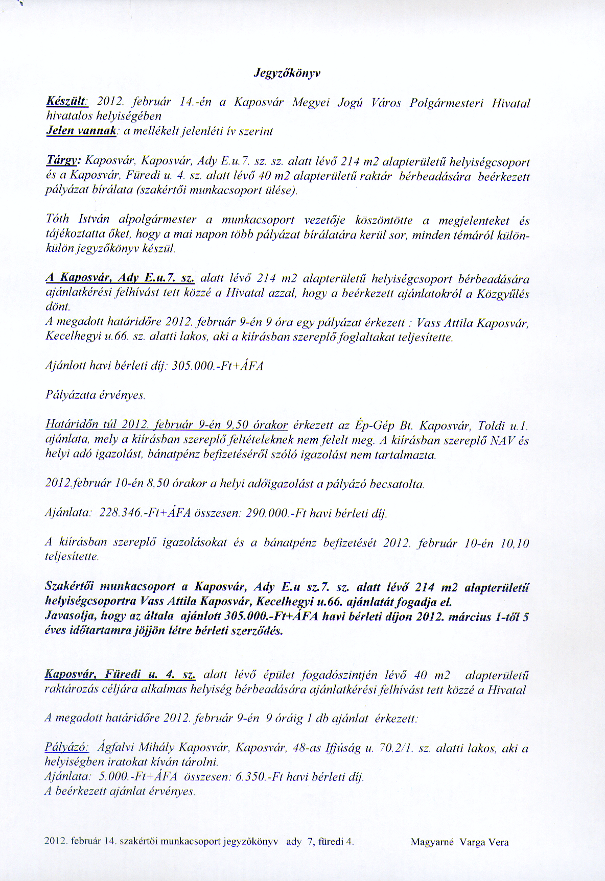 Jegyzőkönyv
Készült: 2012. február 14.-én a Kaposvár Megyei Jogú Város Polgármesteri Hivatal
hivatalos helyiségében
Jelen vannak: a mellékelt jelenléti ív szerint
Tárgy: Kaposvár, Kaposvár, Ady E.u.7. sz. sz. alatt lévő 214 m2 alapterületű helyiségcsoport
és a Kaposvár, Füredi u. 4. sz. alatt lévő 40 m2 alapterületű raktár bérbeadására beérkezett
pályázat bírálata (szakértői munkacsoport ülése).
Tóth István alpolgármester a munkacsoport vezetője köszöntötte a megjelenteket és
tájékoztatta őket, hogy a mai napon több pályázat bírálatára kerül sor, minden témáról külön-
külön jegyzőkönyv készül.
A Kaposvár, Ady E.u.7. sz. alatt lévő 214 m2 alapterületű helyiségcsoport bérbeadására
ajánlatkérési felhívást tett közzé a Hivatal azzal, hogy a beérkezett ajánlatokról a Közgyűlés
dönt.
A megadott határidőre 2012. február 9-én 9 óra egy pályázat érkezett : Vass Attila Kaposvár,
Kecelhegyi u.66. sz. alatti lakos, aki a kiírásban szereplő foglaltakat teljesítette.
Ajánlott havi bérleti díj: 305.000.-Ft+ÁFA
Pályázata érvényes.
Határidőn túl 2012. február 9-én 9,50 órakor érkezett az Ép-Gép Bt. Kaposvár, Toldi u.1.
ajánlata, mely a kiírásban szereplő feltételeknek nem felelt meg. A kiírásban szereplő NAV és
helyi adó igazolást, bánatpénz befizetéséről szóló igazolást nem tartalmazta.
2012.február 10-én 8.50 órakor a helyi adóigazolást a pályázó becsatolta.
Ajánlata: 228.346.-Ft+ÁFA összesen: 290.000.-Ft havi bérleti díj.
A kiírásban szereplő igazolásokat és a bánatpénz befizetését 2012. február 10-én 10,10
teljesítette.
Szakértői munkacsoport a Kaposvár, Ady E.u sz.7. sz. alatt lévő 214 m2 alapterületű
helyiségcsoportra Vass Attila Kaposvár, Kecelhegyi u.66. ajánlatát fogadja el.
Javasolja, hogy az általa ajánlott 305.000.-Ft+ÁFA havi bérleti díjon 2012. március 1-től 5
éves időtartamra jöjjön létre bérleti szerződés.
Kaposvár, Füredi u. 4. sz. alatt lévő épület fogadószintjén lévő 40 m2 alapterületű
raktározás céljára alkalmas helyiség bérbeadására ajánlatkérési felhívást tett közzé a Hivatal
A megadott határidőre 2012. február 9-én 9 óráig 1 db ajánlat érkezett:
Pályázó: Ágfalvi Mihály Kaposvár, Kaposvár, 48-as Ifjúság u. 70.2/1. sz. alatti lakos, aki a
helyiségben iratokat kíván tárolni.
Ajánlata: 5.000.-Ft+ÁFA összesen: 6.350.-Ft havi bérleti díj.
A beérkezett ajánlat érvényes.
2012. február 14. szakértői munkacsoport jegyzőkönyv ady 7, füredi 4. Magyarné Varga Vera